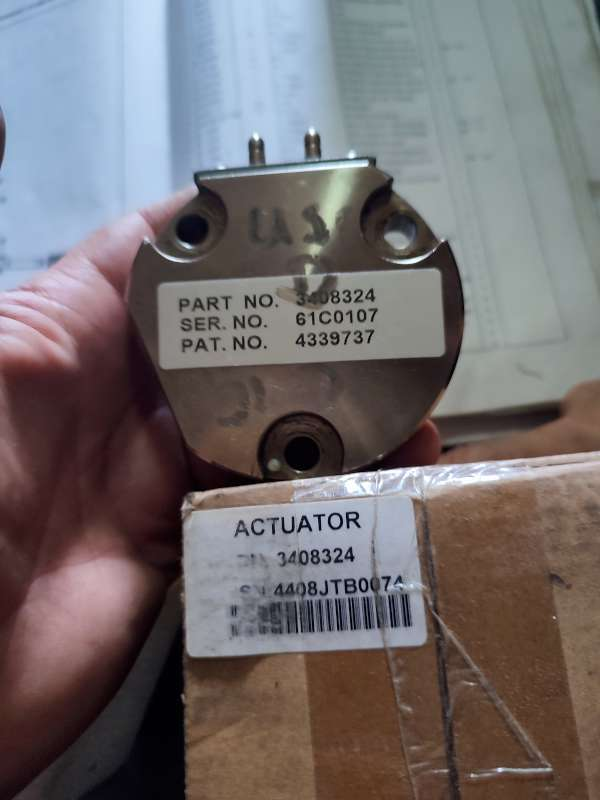 PART NO. 3408324
SER. NO. 61C0107
PAT. NO. 4339737
ACTUATOR
3408324
4408JTB0074